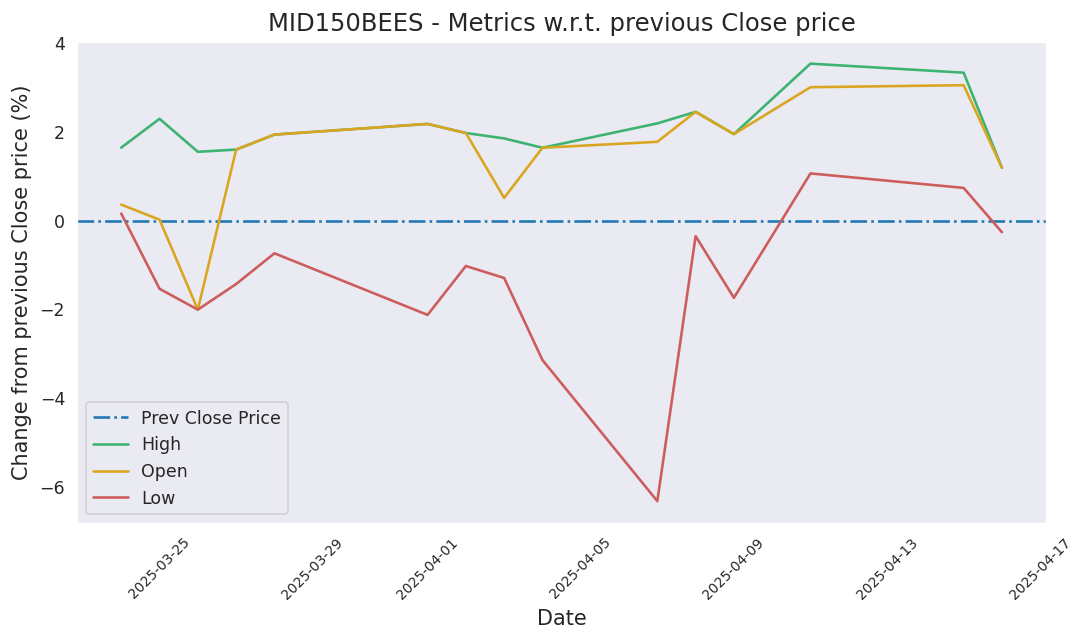 MID150BEES - Metrics w.r.t. previous Close price
Change from previous Close price (%)
4
2
0
−2
−4
−6
Prev Close Price
High
Open
Low
2025-03-25
2025-03-29
2025-04-01
2025-04-05
2025-04-09
2025-04-13
2025-04-17
Date